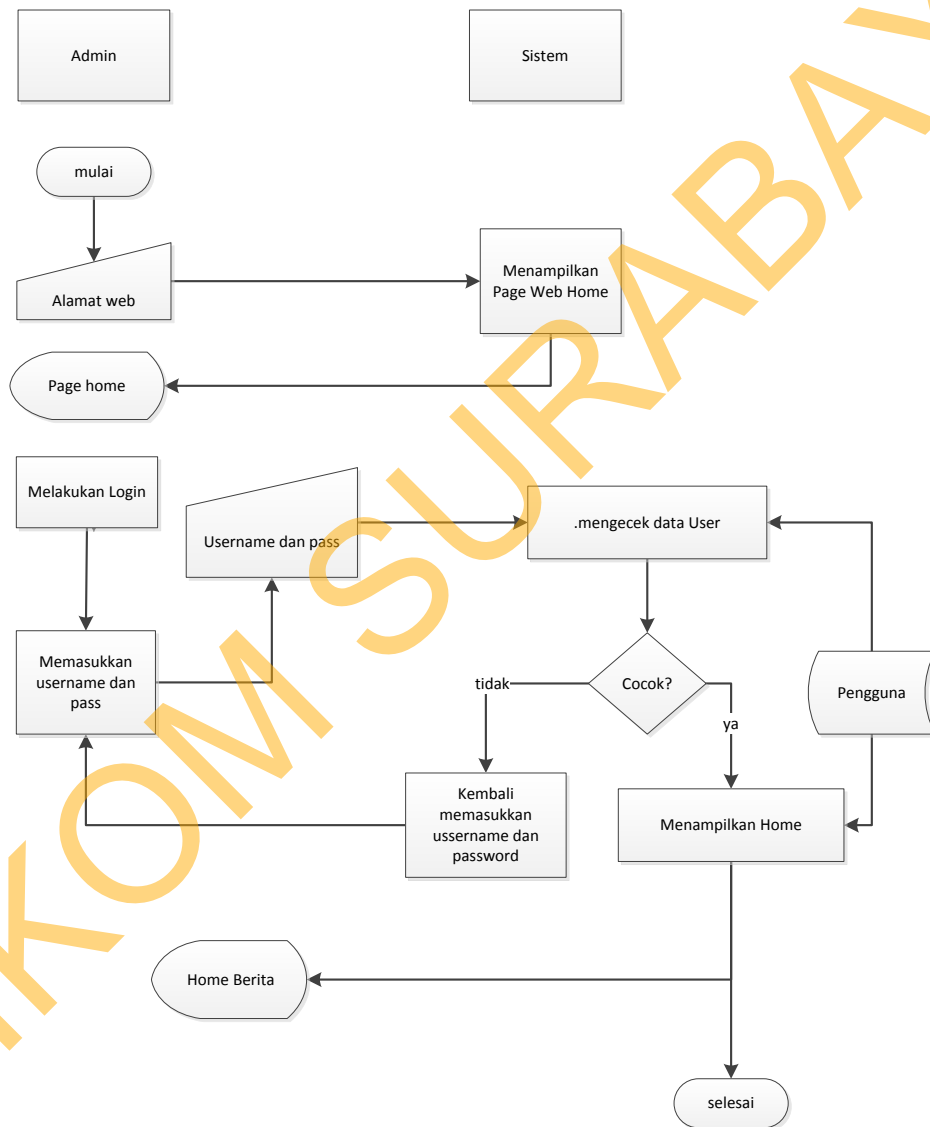 Admin
Sistem
mulai
Alamat web
Menampilkan
Page Web Home
Page home
Melakukan Login
Username dan pass
.mengecek data User
Memasukkan
username dan
pass
tidak
Cocok?
ya
Pengguna
Kembali
memasukkan
ussername dan
password
Menampilkan Home
Home Berita
selesai
KOM SURABAY